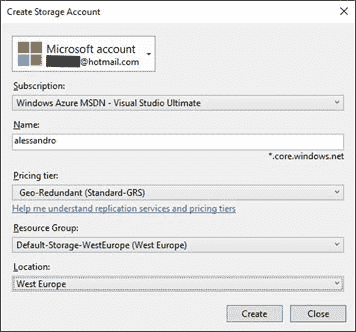 Create Storage Account
Microsoft account
@hotmail.com
Subscription:
Windows Azure MSDN - Visual Studio Ultimate
Name:
alessandro
*.core.windows.net
Pricing tier:
Geo-Redundant (Standard-GRS)
Help me understand replication services and pricing tiers
Resource Group:
Default-Storage-WestEurope (West Europe)
Location:
West Europe
Create
Close